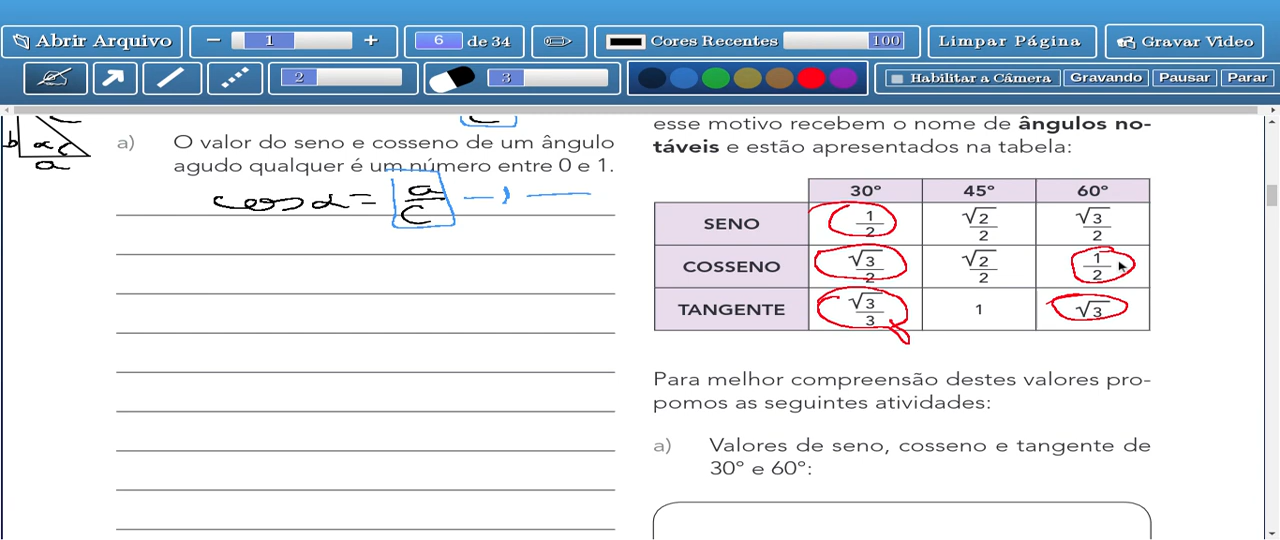 Abrir Arquivo
− 1 +
6 de 34
Cores Recentes 100
Limpar Página
Gravar Video
2
3
Habilitar a Câmera
Gravando
Pausar
Parar
b
α
a
c
a) O valor do seno e cosseno de um ângulo
agudo qualquer é um número entre 0 e 1.
cos α = a/c
esse motivo recebem o nome de ângulos no-
táveis e estão apresentados na tabela:
30° 45° 60°
SENO 1/2 √2/2 √3/2
COSSENO √3/2 √2/2 1/2
TANGENTE √3/3 1 √3
Para melhor compreensão destes valores pro-
pomos as seguintes atividades:
a) Valores de seno, cosseno e tangente de
30° e 60°: